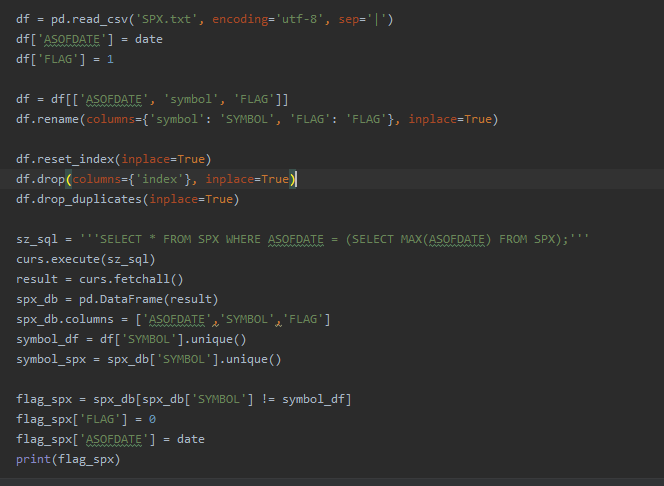 df = pd.read_csv('SPX.txt', encoding='utf-8', sep='|')
df['ASOFDATE'] = date
df['FLAG'] = 1
df = df[['ASOFDATE', 'symbol', 'FLAG']]
df.rename(columns={'symbol': 'SYMBOL', 'FLAG': 'FLAG'}, inplace=True)
df.reset_index(inplace=True)
df.drop(columns={'index'}, inplace=True)
df.drop_duplicates(inplace=True)
sz_sql = '''SELECT * FROM SPX WHERE ASOFDATE = (SELECT MAX(ASOFDATE) FROM SPX);'''
curs.execute(sz_sql)
result = curs.fetchall()
spx_db = pd.DataFrame(result)
spx_db.columns = ['ASOFDATE','SYMBOL','FLAG']
symbol_df = df['SYMBOL'].unique()
symbol_spx = spx_db['SYMBOL'].unique()
flag_spx = spx_db[spx_db['SYMBOL'] != symbol_df]
flag_spx['FLAG'] = 0
flag_spx['ASOFDATE'] = date
print(flag_spx)